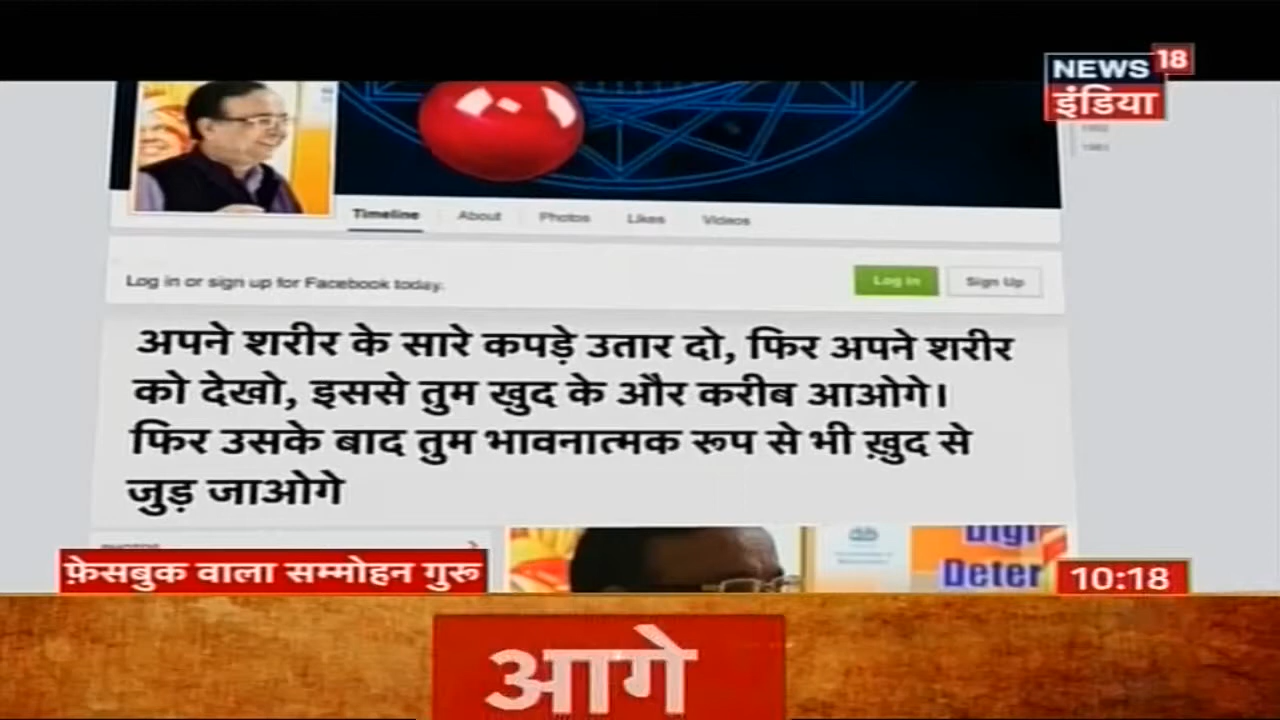 NEWS 18
इंडिया
Timeline About Photos Likes Videos
Log in or sign up for Facebook today.
Log In Sign Up
अपने शरीर के सारे कपड़े उतार दो, फिर अपने शरीर
को देखो, इससे तुम खुद के और करीब आओगे।
फिर उसके बाद तुम भावनात्मक रूप से भी ख़ुद से
जुड़ जाओगे
Digi
Deter
फ़ेसबुक वाला सम्मोहन गुरू
10:18
आगे